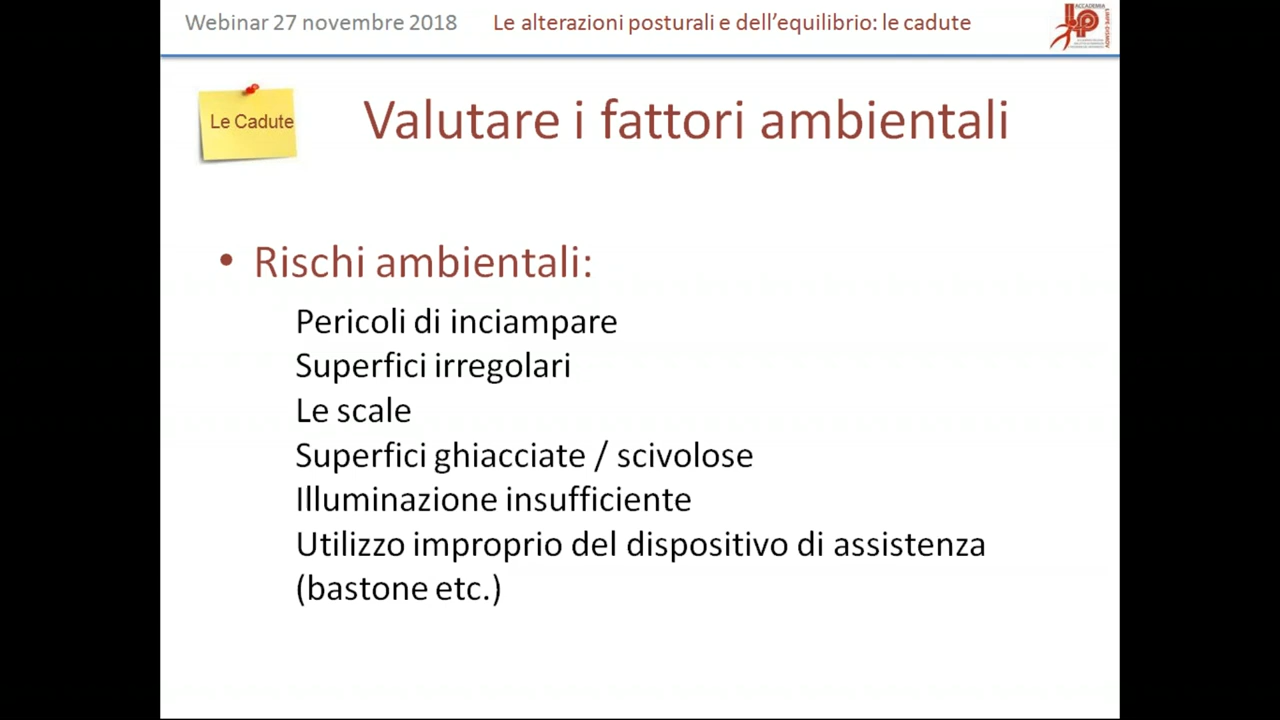 Webinar 27 novembre 2018 Le alterazioni posturali e dell'equilibrio: le cadute
ACCADEMIA
Le Cadute
Valutare i fattori ambientali
• Rischi ambientali:
Pericoli di inciampare
Superfici irregolari
Le scale
Superfici ghiacciate / scivolose
Illuminazione insufficiente
Utilizzo improprio del dispositivo di assistenza
(bastone etc.)